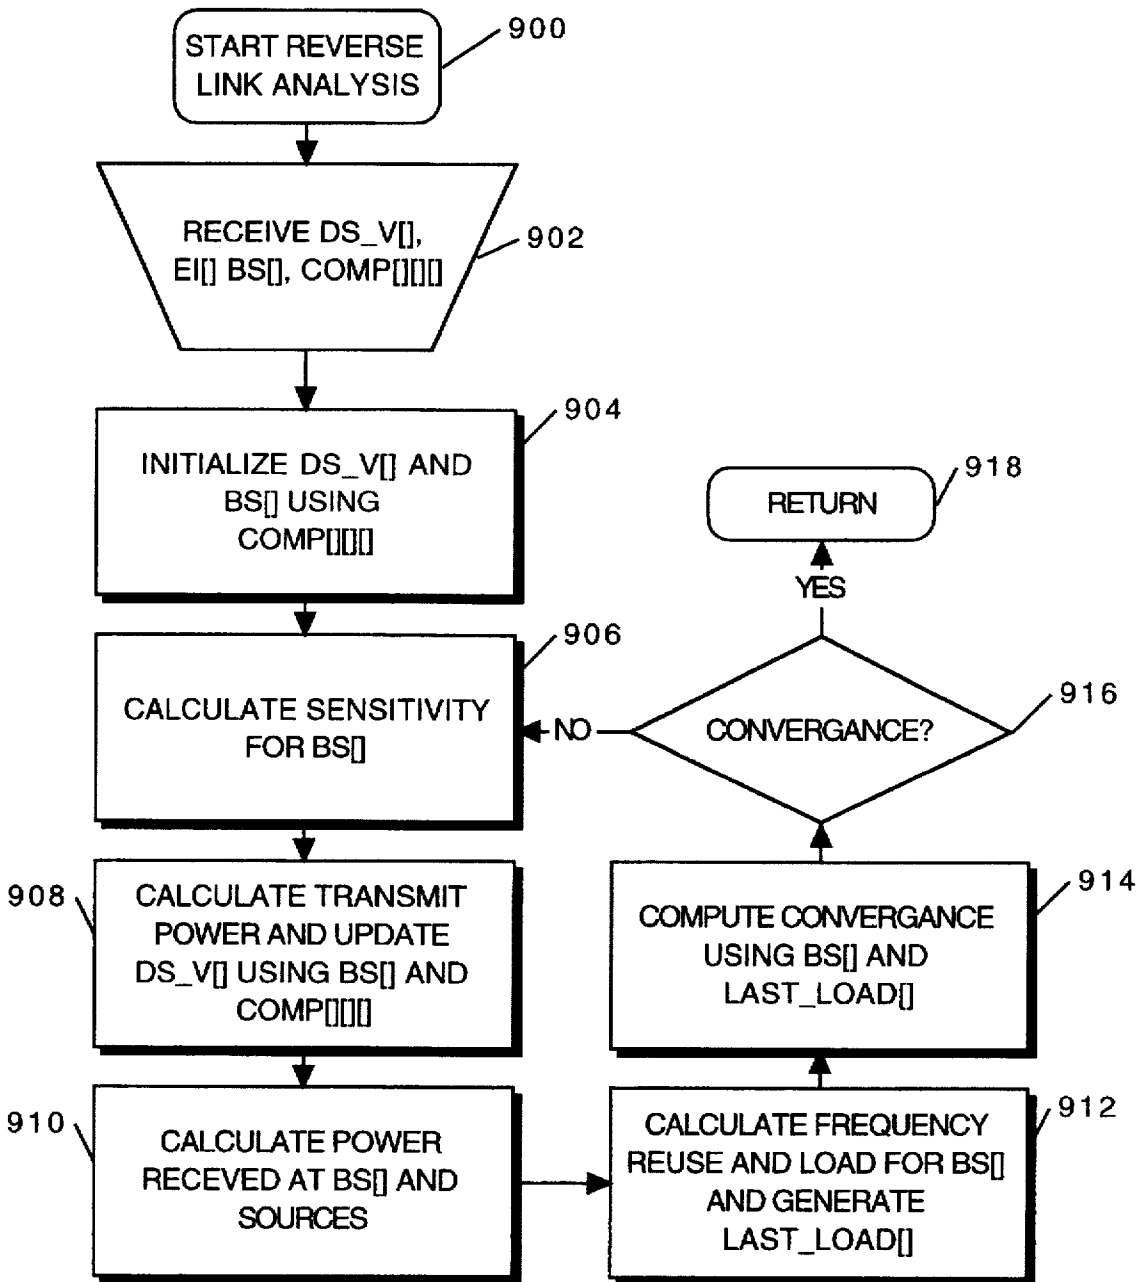 START REVERSE
LINK ANALYSIS
900
RECEIVE DS_V[],
EI[] BS[], COMP[][][]
902
INITIALIZE DS_V[] AND
BS[] USING
COMP[][][]
904
CALCULATE SENSITIVITY
FOR BS[]
906
CALCULATE TRANSMIT
POWER AND UPDATE
DS_V[] USING BS[] AND
COMP[][][]
908
CALCULATE POWER
RECEVED AT BS[] AND
SOURCES
910
CALCULATE FREQUENCY
REUSE AND LOAD FOR BS[]
AND GENERATE
LAST_LOAD[]
912
COMPUTE CONVERGANCE
USING BS[] AND
LAST_LOAD[]
914
CONVERGANCE?
916
NO
YES
RETURN
918